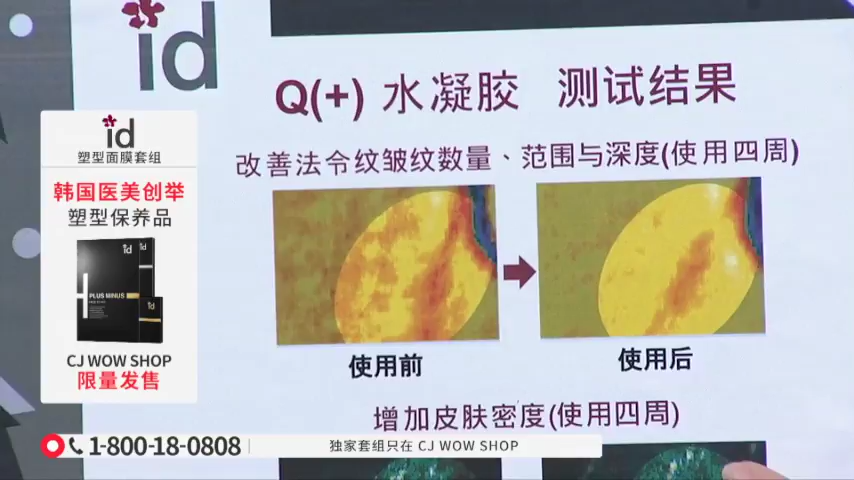 id
Q(+) 水凝胶 测试结果
改善法令纹皱纹数量、范围与深度(使用四周)
使用前
使用后
增加皮肤密度(使用四周)
id
塑型面膜套组
韩国医美创举
塑型保养品
id
id
PLUS MINUS
id
CJ WOW SHOP
限量发售
1-800-18-0808
独家套组只在 CJ WOW SHOP